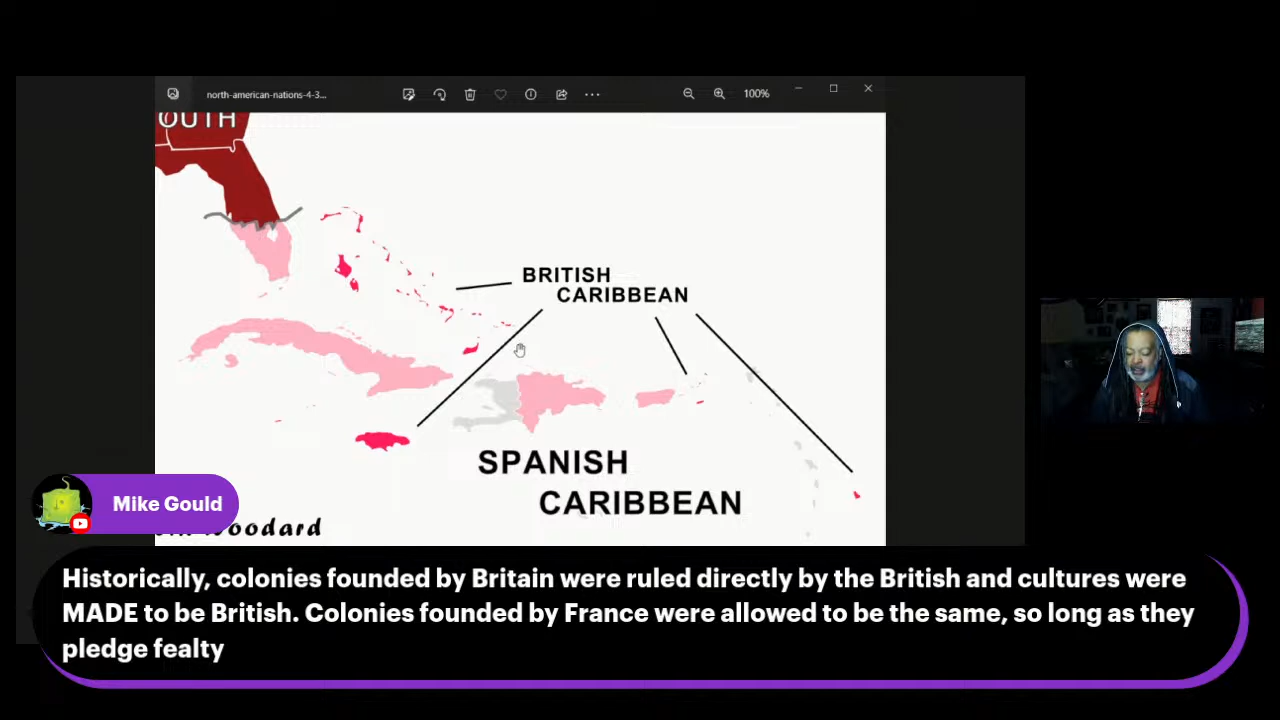 north-american-nations-4-3...
100%
OUTH
BRITISH
CARIBBEAN
SPANISH
CARIBBEAN
Woodard
Mike Gould
Historically, colonies founded by Britain were ruled directly by the British and cultures were
MADE to be British. Colonies founded by France were allowed to be the same, so long as they
pledge fealty